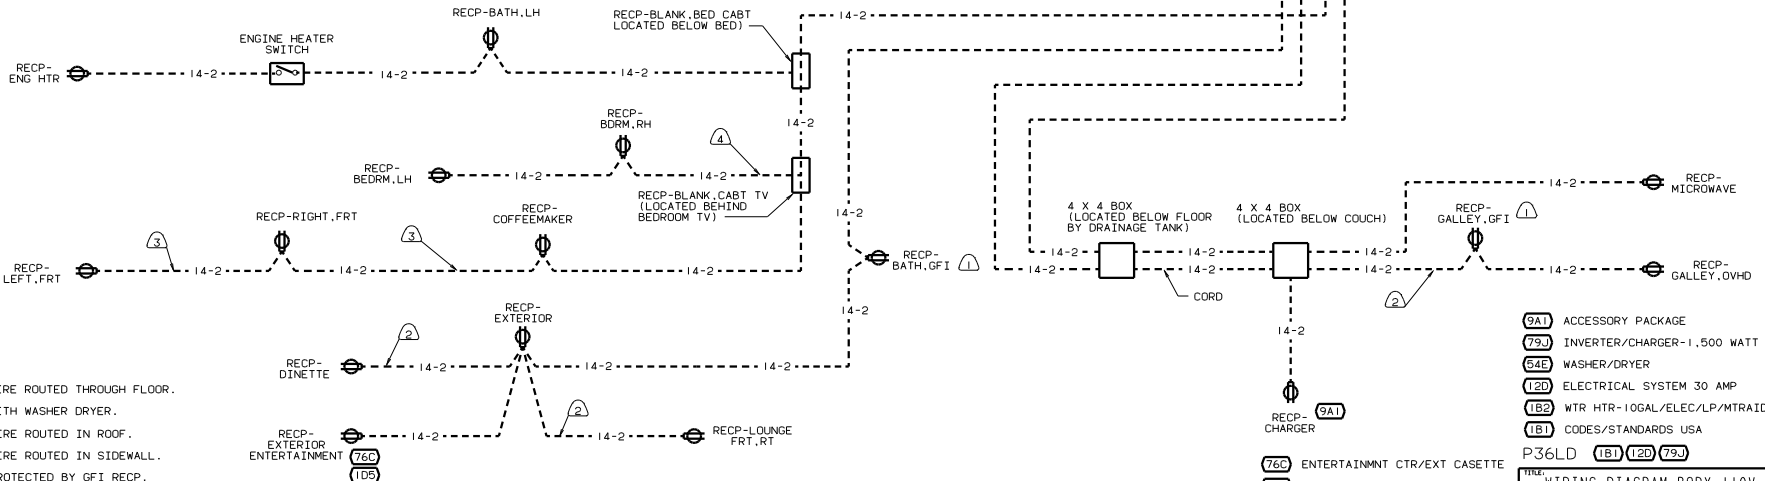 RECP-BATH,LH
RECP-BLANK,BED CABT
LOCATED BELOW BED)
14-2
ENGINE HEATER
SWITCH
RECP-
ENG HTR
14-2
14-2
14-2
RECP-
BDRM,RH
14-2
4
RECP-
BEDRM,LH
14-2
14-2
RECP-BLANK,CABT TV
(LOCATED BEHIND
BEDROOM TV)
RECP-RIGHT,FRT
RECP-
COFFEEMAKER
3
3
RECP-
LEFT,FRT
14-2
14-2
14-2
14-2
RECP-
BATH,GFI
1
14-2
4 X 4 BOX
(LOCATED BELOW FLOOR
BY DRAINAGE TANK)
4 X 4 BOX
(LOCATED BELOW COUCH)
14-2
RECP-
MICROWAVE
RECP-
GALLEY,GFI
1
14-2
14-2
14-2
14-2
14-2
14-2
14-2
RECP-
GALLEY,OVHD
CORD
2
14-2
RECP-
CHARGER
9A1
RECP-
EXTERIOR
2
RECP-
DINETTE
14-2
14-2
14-2
2
RECP-
EXTERIOR
ENTERTAINMENT
76C
1D5
14-2
14-2
RECP-LOUNGE
FRT,RT
ERE ROUTED THROUGH FLOOR.
ITH WASHER DRYER.
ERE ROUTED IN ROOF.
ERE ROUTED IN SIDEWALL.
PROTECTED BY GFI RECP.
9A1 ACCESSORY PACKAGE
79J INVERTER/CHARGER-1,500 WATT
54E WASHER/DRYER
12D ELECTRICAL SYSTEM 30 AMP
1B2 WTR HTR-10GAL/ELEC/LP/MTRAID
1B1 CODES/STANDARDS USA
P36LD 1B1 12D 79J
76C ENTERTAINMNT CTR/EXT CASETTE
TITLE:
WIRING DIAGRAM BODY 110V